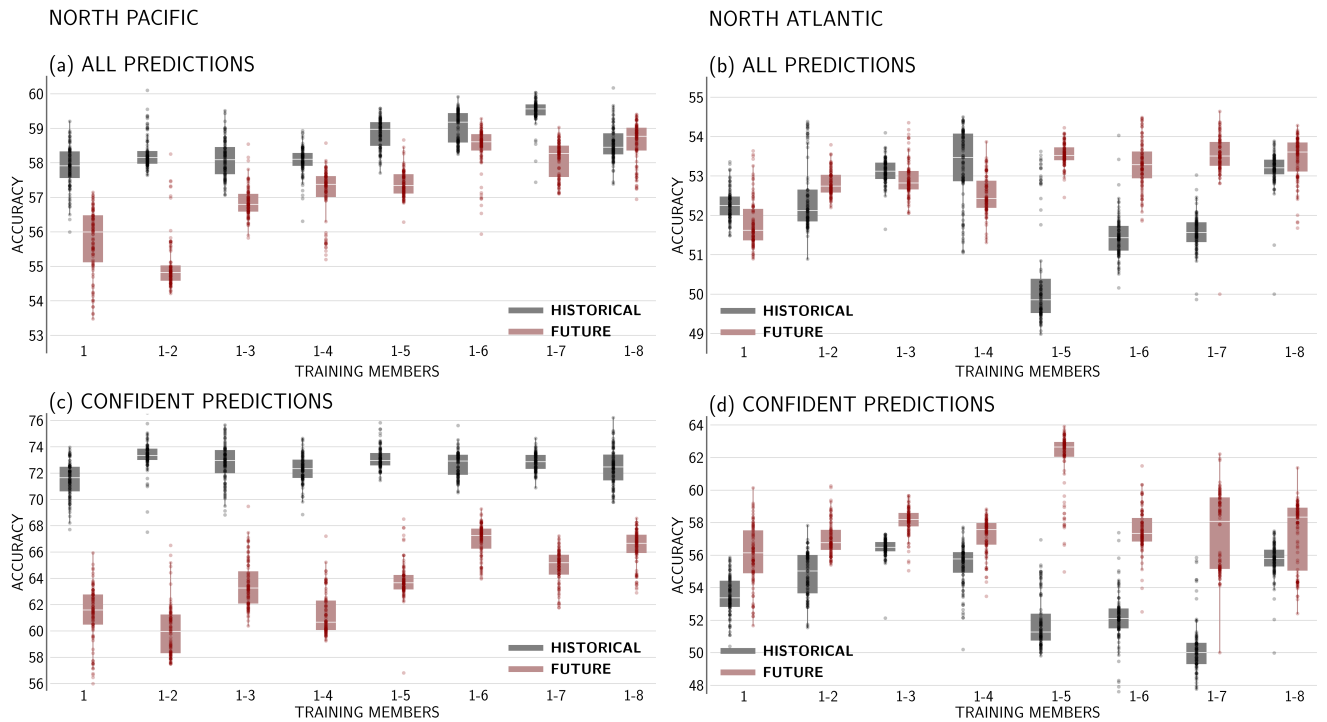 NORTH PACIFIC
NORTH ATLANTIC
(a) ALL PREDICTIONS
60
59
58
57
56
55
54
53
ACCURACY
HISTORICAL
FUTURE
1 1-2 1-3 1-4 1-5 1-6 1-7 1-8
TRAINING MEMBERS
(b) ALL PREDICTIONS
55
54
53
52
51
50
49
ACCURACY
HISTORICAL
FUTURE
1 1-2 1-3 1-4 1-5 1-6 1-7 1-8
TRAINING MEMBERS
(c) CONFIDENT PREDICTIONS
76
74
72
70
68
66
64
62
60
58
56
ACCURACY
HISTORICAL
FUTURE
1 1-2 1-3 1-4 1-5 1-6 1-7 1-8
TRAINING MEMBERS
(d) CONFIDENT PREDICTIONS
64
62
60
58
56
54
52
50
48
ACCURACY
HISTORICAL
FUTURE
1 1-2 1-3 1-4 1-5 1-6 1-7 1-8
TRAINING MEMBERS